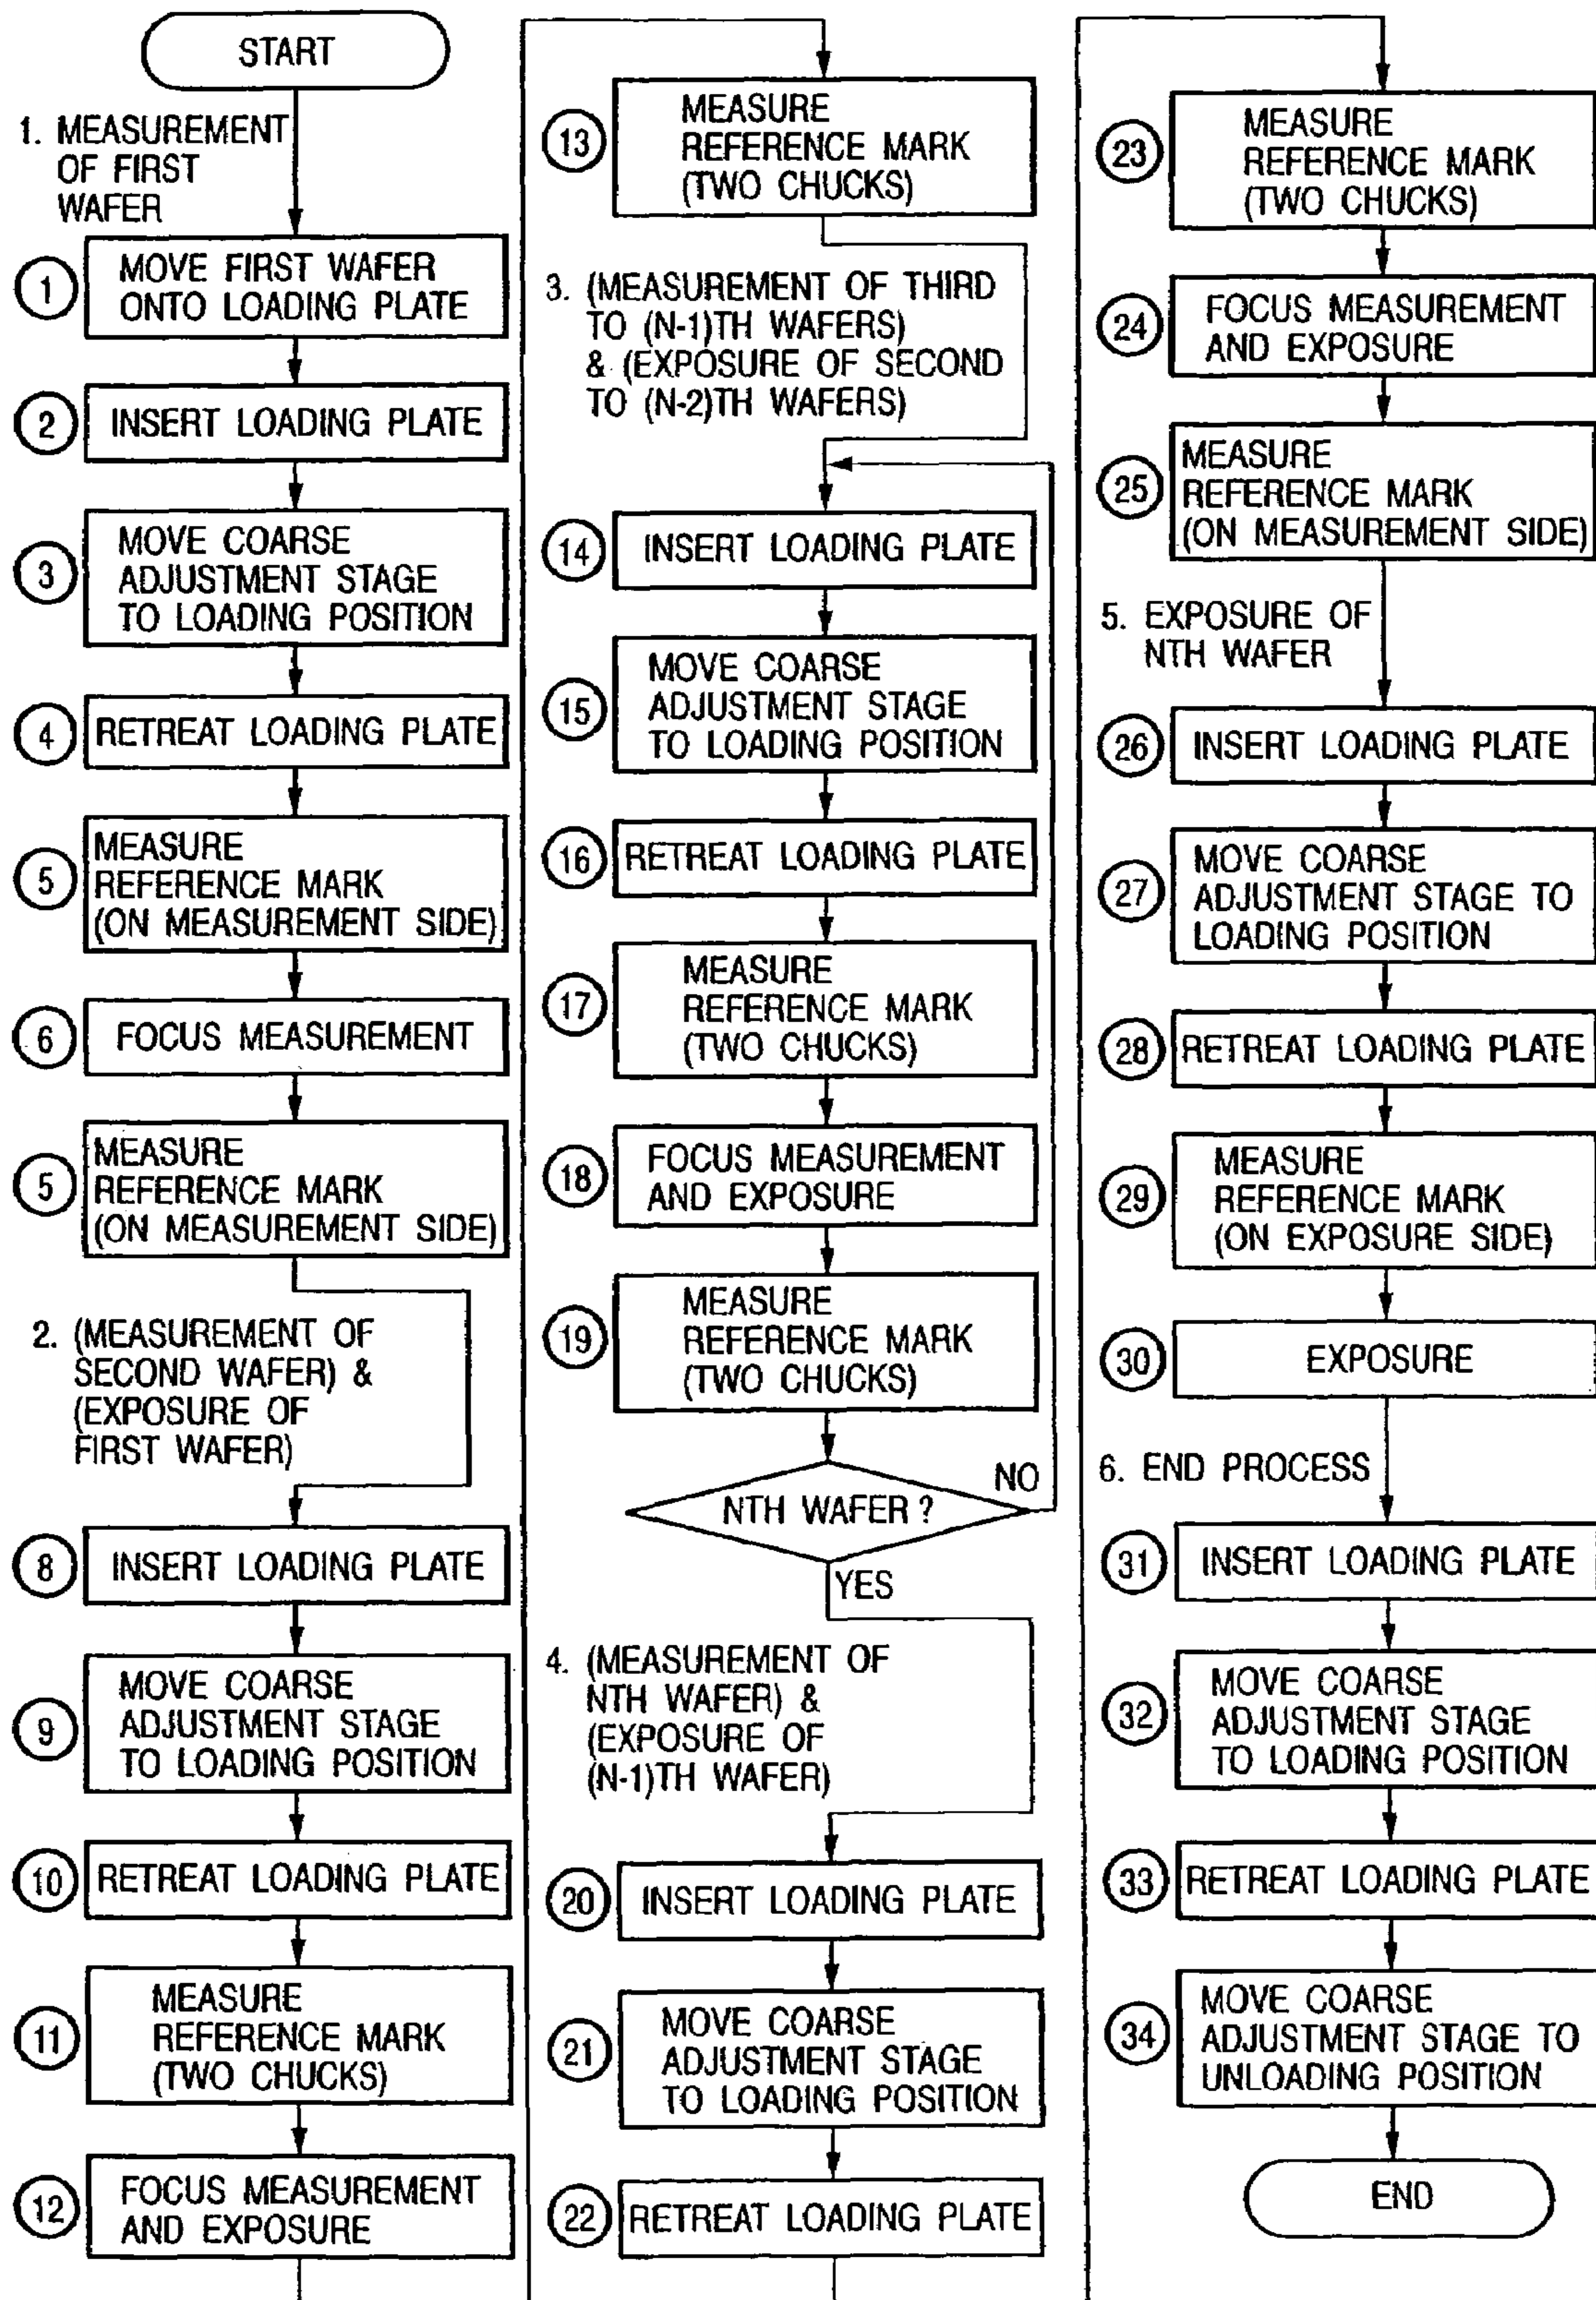 START
1. MEASUREMENT
OF FIRST
WAFER
1
MOVE FIRST WAFER
ONTO LOADING PLATE
2
INSERT LOADING PLATE
3
MOVE COARSE
ADJUSTMENT STAGE
TO LOADING POSITION
4
RETREAT LOADING PLATE
5
MEASURE
REFERENCE MARK
(ON MEASUREMENT SIDE)
6
FOCUS MEASUREMENT
5
MEASURE
REFERENCE MARK
(ON MEASUREMENT SIDE)
2. (MEASUREMENT OF
SECOND WAFER) &
(EXPOSURE OF
FIRST WAFER)
8
INSERT LOADING PLATE
9
MOVE COARSE
ADJUSTMENT STAGE
TO LOADING POSITION
10
RETREAT LOADING PLATE
11
MEASURE
REFERENCE MARK
(TWO CHUCKS)
12
FOCUS MEASUREMENT
AND EXPOSURE
13
MEASURE
REFERENCE MARK
(TWO CHUCKS)
3. (MEASUREMENT OF THIRD
TO (N-1)TH WAFERS)
& (EXPOSURE OF SECOND
TO (N-2)TH WAFERS)
14
INSERT LOADING PLATE
15
MOVE COARSE
ADJUSTMENT STAGE
TO LOADING POSITION
16
RETREAT LOADING PLATE
17
MEASURE
REFERENCE MARK
(TWO CHUCKS)
18
FOCUS MEASUREMENT
AND EXPOSURE
19
MEASURE
REFERENCE MARK
(TWO CHUCKS)
NTH WAFER ?
NO
YES
4. (MEASUREMENT OF
NTH WAFER) &
(EXPOSURE OF
(N-1)TH WAFER)
20
INSERT LOADING PLATE
21
MOVE COARSE
ADJUSTMENT STAGE
TO LOADING POSITION
22
RETREAT LOADING PLATE
23
MEASURE
REFERENCE MARK
(TWO CHUCKS)
24
FOCUS MEASUREMENT
AND EXPOSURE
25
MEASURE
REFERENCE MARK
(ON MEASUREMENT SIDE)
5. EXPOSURE OF
NTH WAFER
26
INSERT LOADING PLATE
27
MOVE COARSE
ADJUSTMENT STAGE TO
LOADING POSITION
28
RETREAT LOADING PLATE
29
MEASURE
REFERENCE MARK
(ON EXPOSURE SIDE)
30
EXPOSURE
6. END PROCESS
31
INSERT LOADING PLATE
32
MOVE COARSE
ADJUSTMENT STAGE
TO LOADING POSITION
33
RETREAT LOADING PLATE
34
MOVE COARSE
ADJUSTMENT STAGE TO
UNLOADING POSITION
END